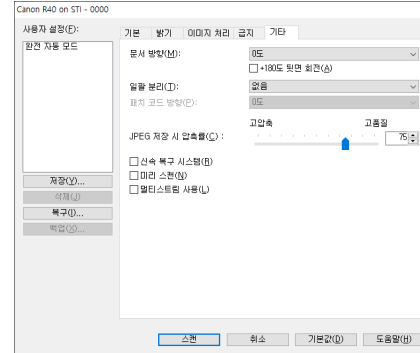 Canon R40 on STI - 0000
사용자 설정(F):
완전 자동 모드
저장(Y)...
삭제(J)
복구(I)...
백업(X)...
기본 밝기 이미지 처리 급지 기타
문서 방향(M): 0도
+180도 뒷면 회전(A)
일괄 분리(T): 없음
패치 코드 방향(P): 0도
고압축 고품질
JPEG 저장 시 압축률(C) : 75
신속 복구 시스템(R)
미리 스캔(N)
멀티스트림 사용(L)
스캔 취소 기본값(D) 도움말(H)